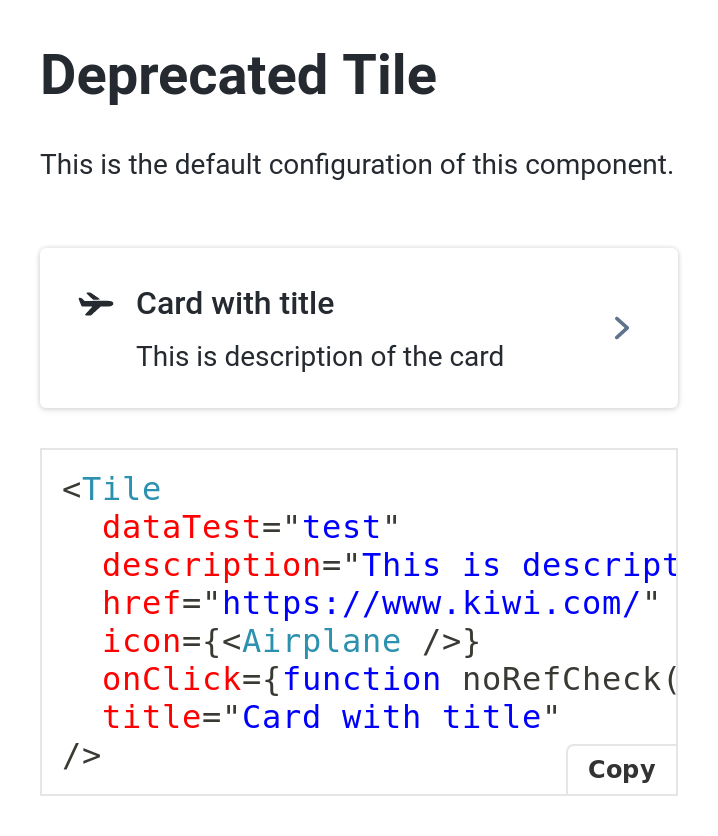 Deprecated Tile
This is the default configuration of this component.
Card with title
This is description of the card
<Tile
  dataTest="test"
  description="This is descript
  href="https://www.kiwi.com/"
  icon={<Airplane />}
  onClick={function noRefCheck(
  title="Card with title"
/>
Copy